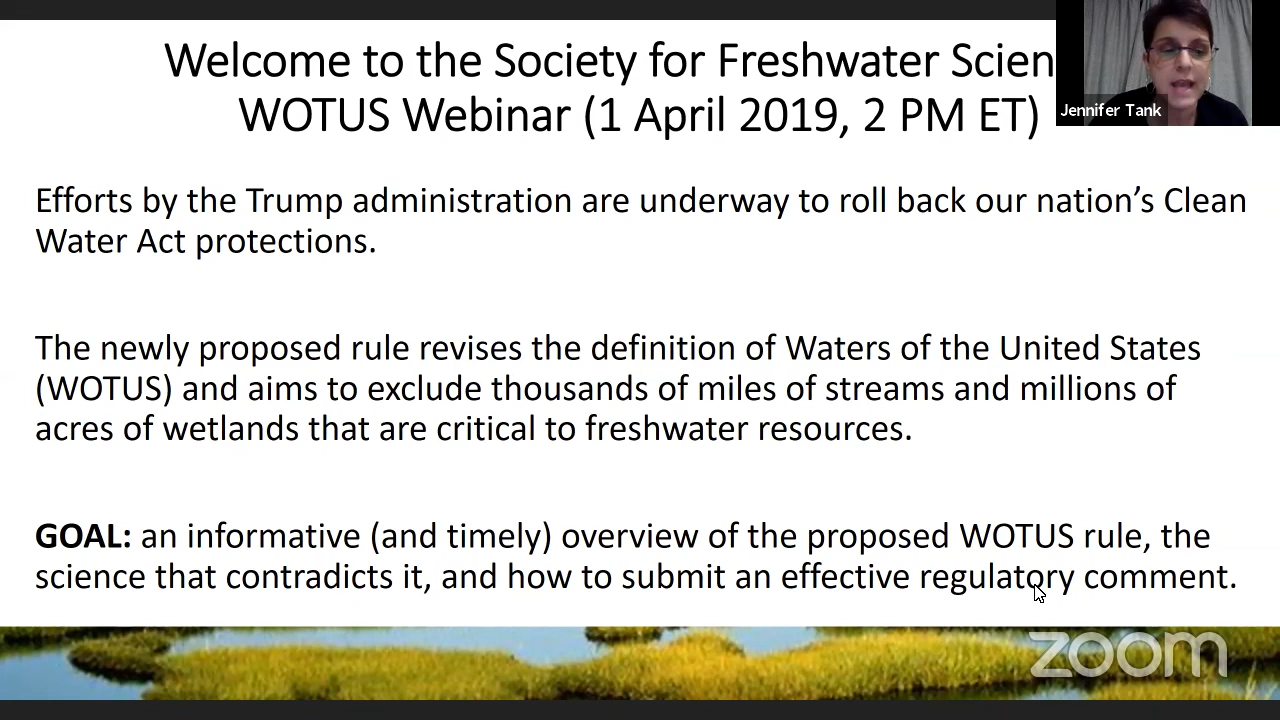 Welcome to the Society for Freshwater Scien
WOTUS Webinar (1 April 2019, 2 PM ET)
Jennifer Tank
Efforts by the Trump administration are underway to roll back our nation’s Clean
Water Act protections.
The newly proposed rule revises the definition of Waters of the United States
(WOTUS) and aims to exclude thousands of miles of streams and millions of
acres of wetlands that are critical to freshwater resources.
GOAL: an informative (and timely) overview of the proposed WOTUS rule, the
science that contradicts it, and how to submit an effective regulatory comment.
zoom